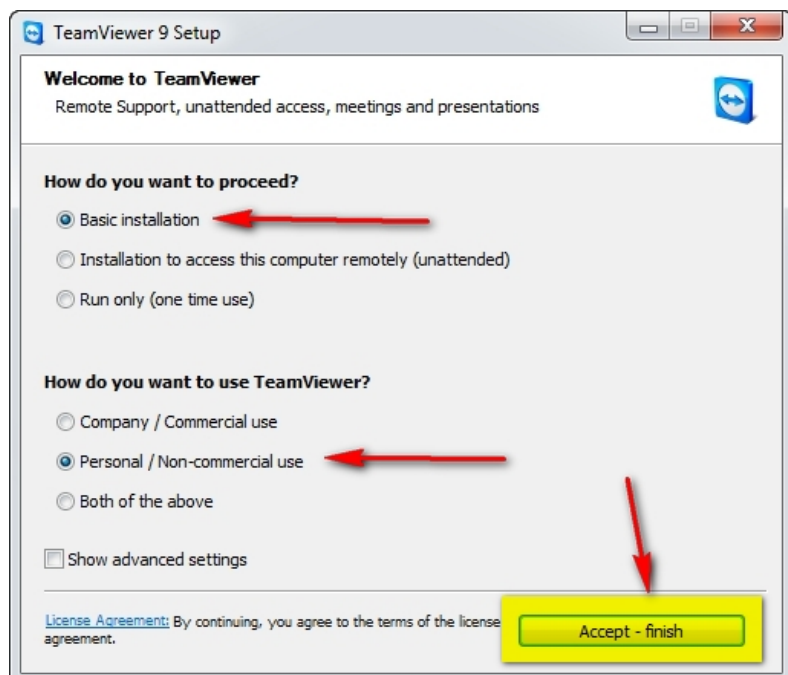 TeamViewer 9 Setup
Welcome to TeamViewer
Remote Support, unattended access, meetings and presentations
How do you want to proceed?
Basic installation
Installation to access this computer remotely (unattended)
Run only (one time use)
How do you want to use TeamViewer?
Company / Commercial use
Personal / Non-commercial use
Both of the above
Show advanced settings
License Agreement: By continuing, you agree to the terms of the license
agreement.
Accept - finish